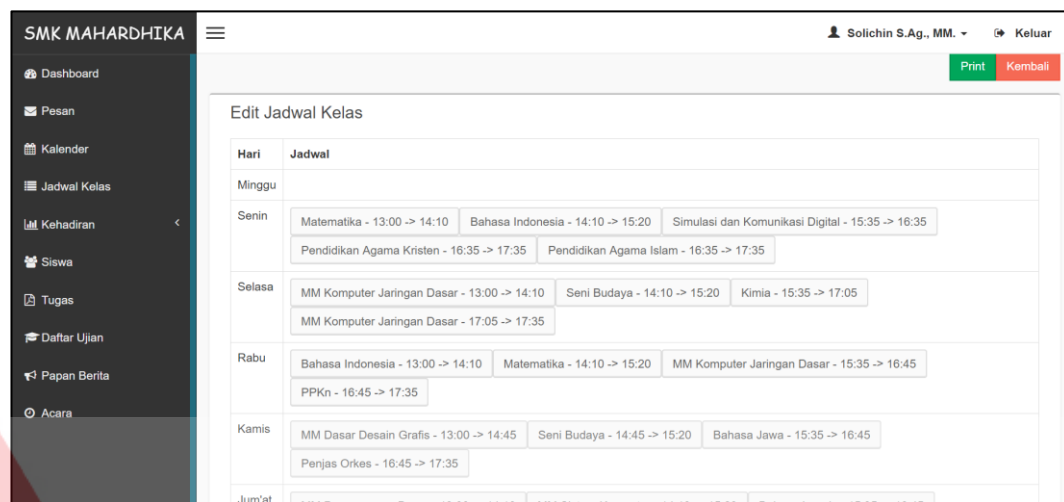 SMK MAHARDHIKA
Solichin S.Ag., MM.
Keluar
Print
Kembali
Dashboard
Pesan
Kalender
Jadwal Kelas
Kehadiran
Siswa
Tugas
Daftar Ujian
Papan Berita
Acara
Edit Jadwal Kelas
Hari Jadwal
Minggu
Senin
Matematika - 13:00 -> 14:10 Bahasa Indonesia - 14:10 -> 15:20 Simulasi dan Komunikasi Digital - 15:35 -> 16:35
Pendidikan Agama Kristen - 16:35 -> 17:35 Pendidikan Agama Islam - 16:35 -> 17:35
Selasa
MM Komputer Jaringan Dasar - 13:00 -> 14:10 Seni Budaya - 14:10 -> 15:20 Kimia - 15:35 -> 17:05
MM Komputer Jaringan Dasar - 17:05 -> 17:35
Rabu
Bahasa Indonesia - 13:00 -> 14:10 Matematika - 14:10 -> 15:20 MM Komputer Jaringan Dasar - 15:35 -> 16:45
PPKn - 16:45 -> 17:35
Kamis
MM Dasar Desain Grafis - 13:00 -> 14:45 Seni Budaya - 14:45 -> 15:20 Bahasa Jawa - 15:35 -> 16:45
Penjas Orkes - 16:45 -> 17:35
Jum'at